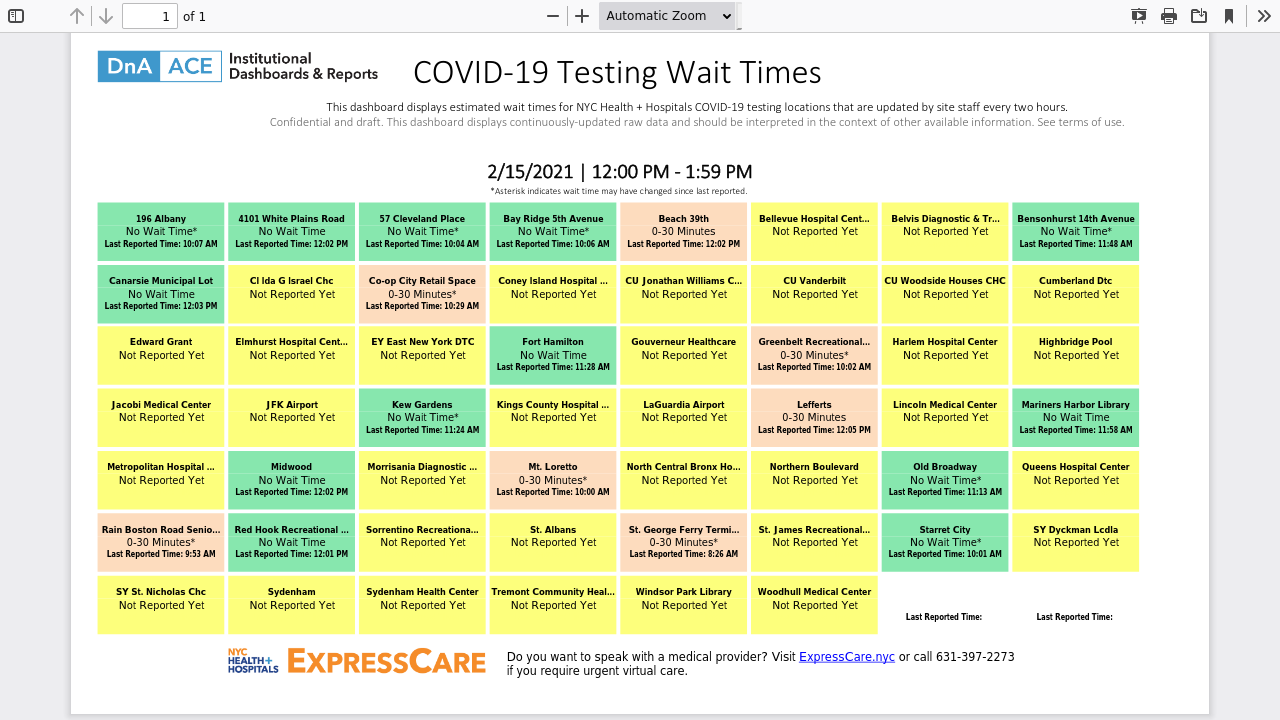 1 of 1 Automatic Zoom
DnA ACE Institutional
Dashboards & Reports
COVID-19 Testing Wait Times
This dashboard displays estimated wait times for NYC Health + Hospitals COVID-19 testing locations that are updated by site staff every two hours.
Confidential and draft. This dashboard displays continuously-updated raw data and should be interpreted in the context of other available information. See terms of use.
2/15/2021 | 12:00 PM - 1:59 PM
*Asterisk indicates wait time may have changed since last reported.
196 Albany
No Wait Time*
Last Reported Time: 10:07 AM
4101 White Plains Road
No Wait Time
Last Reported Time: 12:02 PM
57 Cleveland Place
No Wait Time*
Last Reported Time: 10:04 AM
Bay Ridge 5th Avenue
No Wait Time*
Last Reported Time: 10:06 AM
Beach 39th
0-30 Minutes
Last Reported Time: 12:02 PM
Bellevue Hospital Cent...
Not Reported Yet
Belvis Diagnostic & Tr...
Not Reported Yet
Bensonhurst 14th Avenue
No Wait Time*
Last Reported Time: 11:48 AM
Canarsie Municipal Lot
No Wait Time
Last Reported Time: 12:03 PM
CI Ida G Israel Chc
Not Reported Yet
Co-op City Retail Space
0-30 Minutes*
Last Reported Time: 10:29 AM
Coney Island Hospital ...
Not Reported Yet
CU Jonathan Williams C...
Not Reported Yet
CU Vanderbilt
Not Reported Yet
CU Woodside Houses CHC
Not Reported Yet
Cumberland Dtc
Not Reported Yet
Edward Grant
Not Reported Yet
Elmhurst Hospital Cent...
Not Reported Yet
EY East New York DTC
Not Reported Yet
Fort Hamilton
No Wait Time
Last Reported Time: 11:28 AM
Gouverneur Healthcare
Not Reported Yet
Greenbelt Recreational...
0-30 Minutes*
Last Reported Time: 10:02 AM
Harlem Hospital Center
Not Reported Yet
Highbridge Pool
Not Reported Yet
Jacobi Medical Center
Not Reported Yet
JFK Airport
Not Reported Yet
Kew Gardens
No Wait Time*
Last Reported Time: 11:24 AM
Kings County Hospital ...
Not Reported Yet
LaGuardia Airport
Not Reported Yet
Lefferts
0-30 Minutes
Last Reported Time: 12:05 PM
Lincoln Medical Center
Not Reported Yet
Mariners Harbor Library
No Wait Time
Last Reported Time: 11:58 AM
Metropolitan Hospital ...
Not Reported Yet
Midwood
No Wait Time
Last Reported Time: 12:02 PM
Morrisania Diagnostic ...
Not Reported Yet
Mt. Loretto
0-30 Minutes*
Last Reported Time: 10:00 AM
North Central Bronx Ho...
Not Reported Yet
Northern Boulevard
Not Reported Yet
Old Broadway
No Wait Time*
Last Reported Time: 11:13 AM
Queens Hospital Center
Not Reported Yet
Rain Boston Road Senio...
0-30 Minutes*
Last Reported Time: 9:53 AM
Red Hook Recreational ...
No Wait Time
Last Reported Time: 12:01 PM
Sorrentino Recreationa...
Not Reported Yet
St. Albans
Not Reported Yet
St. George Ferry Termi...
0-30 Minutes*
Last Reported Time: 8:26 AM
St. James Recreational...
Not Reported Yet
Starret City
No Wait Time*
Last Reported Time: 10:01 AM
SY Dyckman Lcdla
Not Reported Yet
SY St. Nicholas Chc
Not Reported Yet
Sydenham
Not Reported Yet
Sydenham Health Center
Not Reported Yet
Tremont Community Heal...
Not Reported Yet
Windsor Park Library
Not Reported Yet
Woodhull Medical Center
Not Reported Yet
Last Reported Time:
Last Reported Time:
NYC
HEALTH+
HOSPITALS
EXPRESSCARE
Do you want to speak with a medical provider? Visit ExpressCare.nyc or call 631-397-2273
if you require urgent virtual care.